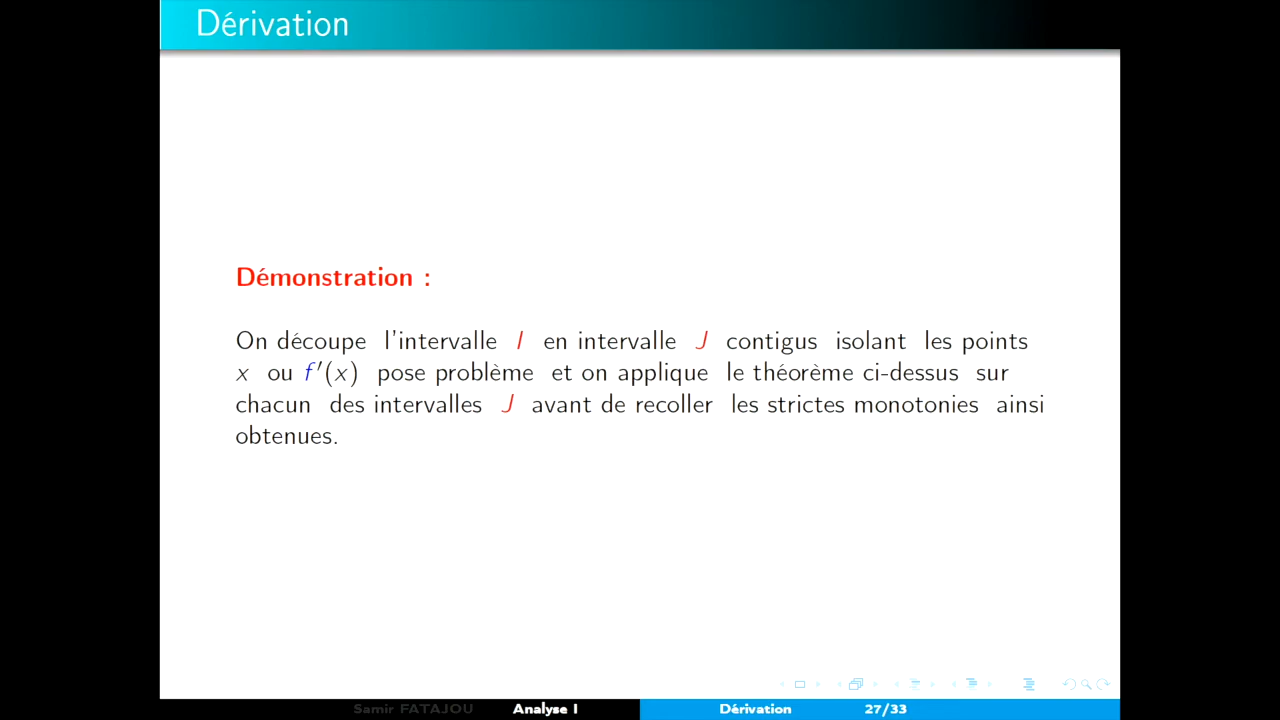 Dérivation
Démonstration :
On découpe l'intervalle I en intervalle J contigus isolant les points
x ou f′(x) pose problème et on applique le théorème ci-dessus sur
chacun des intervalles J avant de recoller les strictes monotonies ainsi
obtenues.
Samir FATAJOU Analyse I Dérivation 27/33